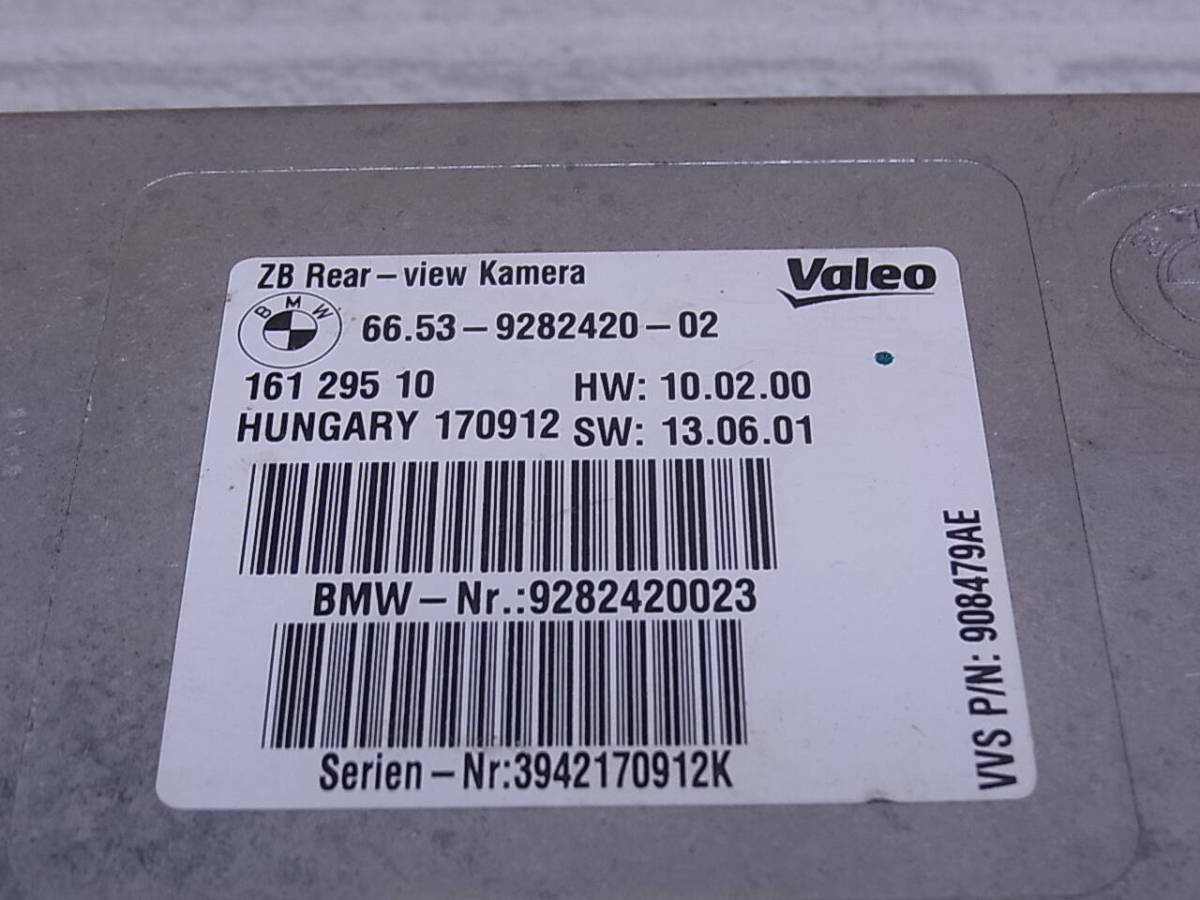 ZB Rear-view Kamera
Valeo
BMW
66.53-9282420-02
161 295 10
HW: 10.02.00
HUNGARY 170912
SW: 13.06.01
BMW-Nr.:9282420023
Serien-Nr:3942170912K
VVS P/N: 908479AE